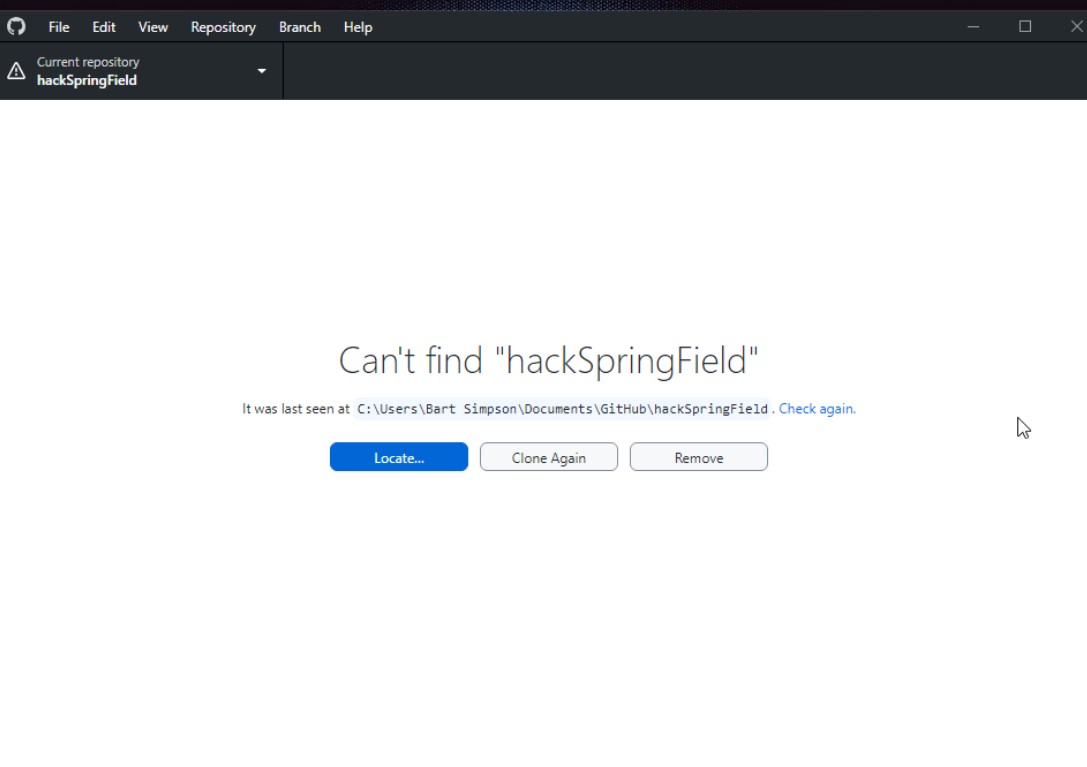 File Edit View Repository Branch Help
Current repository
hackSpringField
Can't find "hackSpringField"
It was last seen at C:\Users\Bart Simpson\Documents\GitHub\hackSpringField. Check again.
Locate... Clone Again Remove